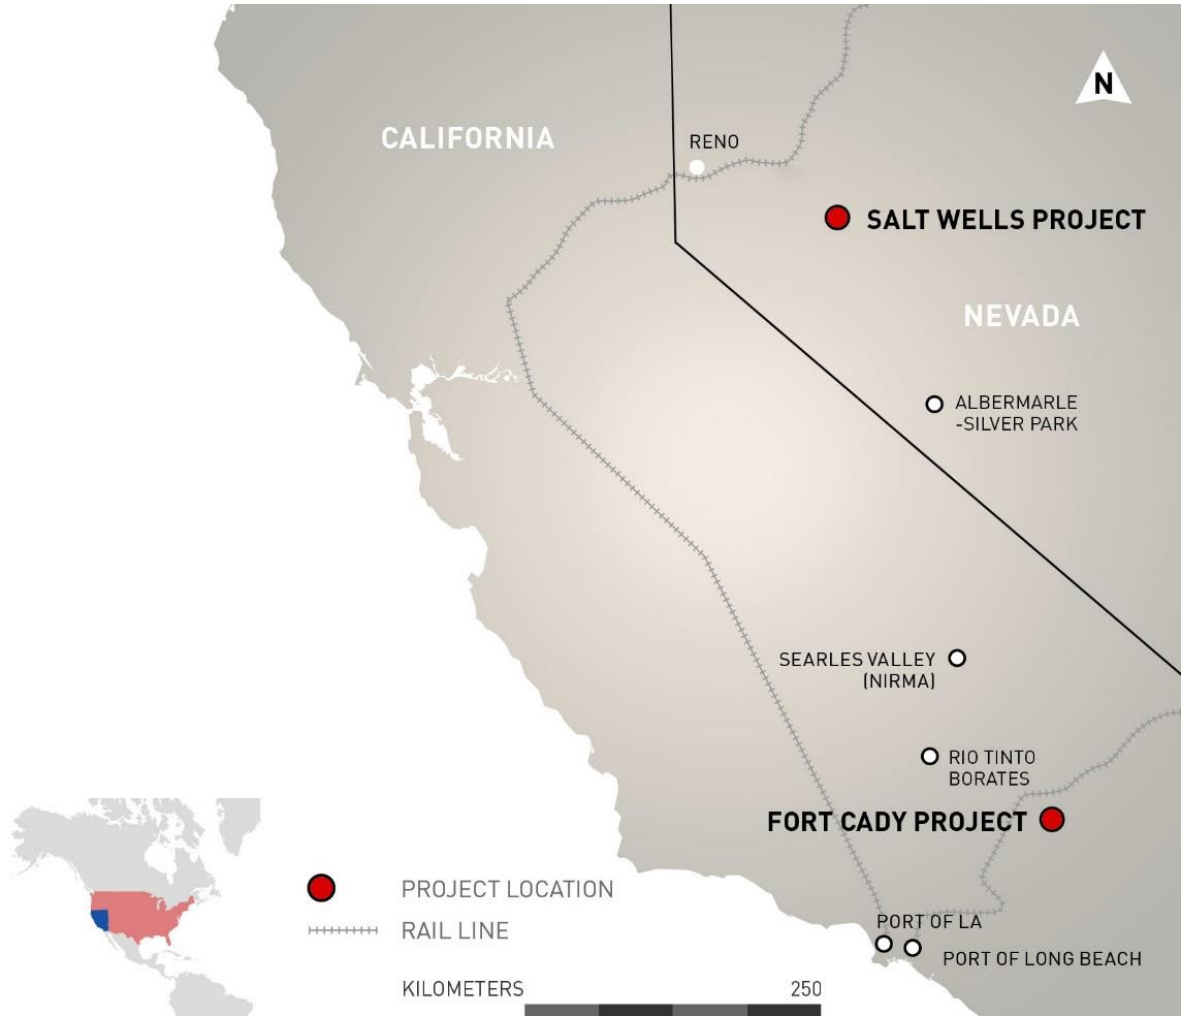 N
CALIFORNIA
RENO
SALT WELLS PROJECT
NEVADA
ALBERMARLE
-SILVER PARK
SEARLES VALLEY
(NIRMA)
RIO TINTO
BORATES
FORT CADY PROJECT
PROJECT LOCATION
RAIL LINE
PORT OF LA
PORT OF LONG BEACH
KILOMETERS 250